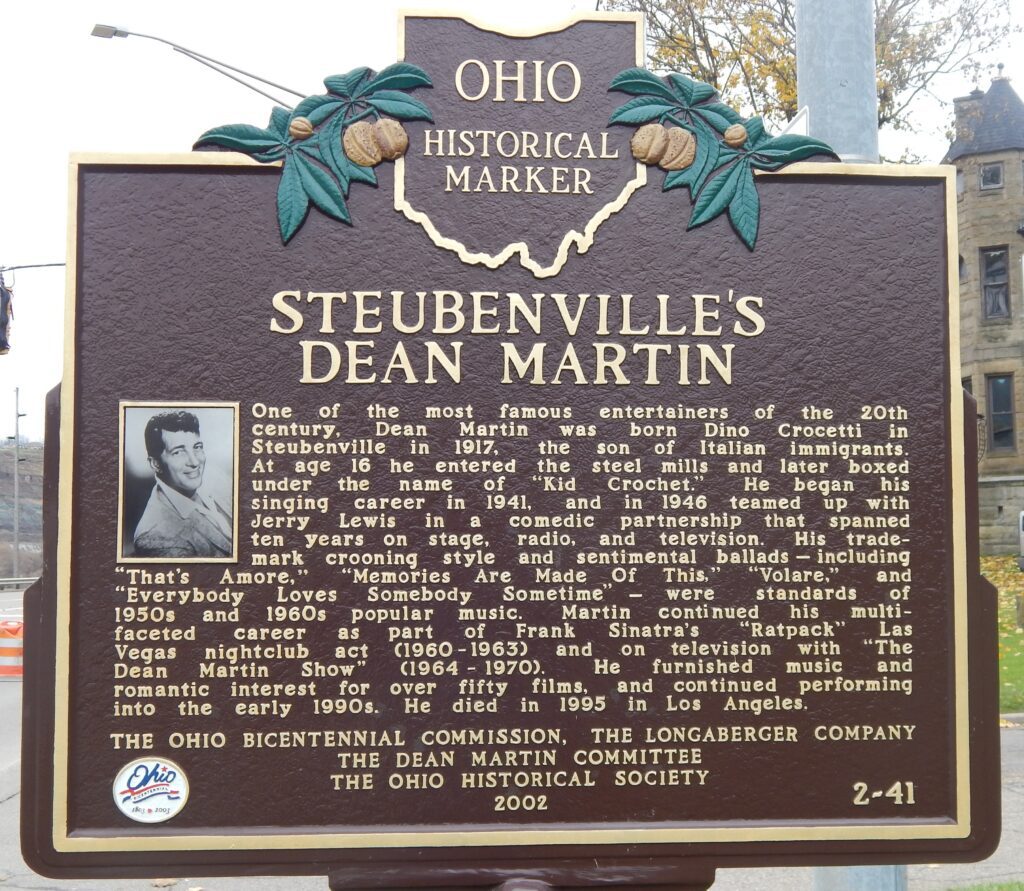 OHIO
HISTORICAL
MARKER
STEUBENVILLE'S
DEAN MARTIN
One of the most famous entertainers of the 20th
century, Dean Martin was born Dino Crocetti in
Steubenville in 1917, the son of Italian immigrants.
At age 16 he entered the steel mills and later boxed
under the name of "Kid Crochet." He began his
singing career in 1941, and in 1946 teamed up with
Jerry Lewis in a comedic partnership that spanned
ten years on stage, radio, and television. His trade-
mark crooning style and sentimental ballads — including
"That's Amore," "Memories Are Made Of This," "Volare," and
"Everybody Loves Somebody Sometime" — were standards of
1950s and 1960s popular music. Martin continued his multi-
faceted career as part of Frank Sinatra's "Ratpack" Las
Vegas nightclub act (1960-1963) and on television with "The
Dean Martin Show" (1964 - 1970). He furnished music and
romantic interest for over fifty films, and continued performing
into the early 1990s. He died in 1995 in Los Angeles.
THE OHIO BICENTENNIAL COMMISSION, THE LONGABERGER COMPANY
THE DEAN MARTIN COMMITTEE
THE OHIO HISTORICAL SOCIETY
2002
2-41
Ohio
BICENTENNIAL
1803 * 2003